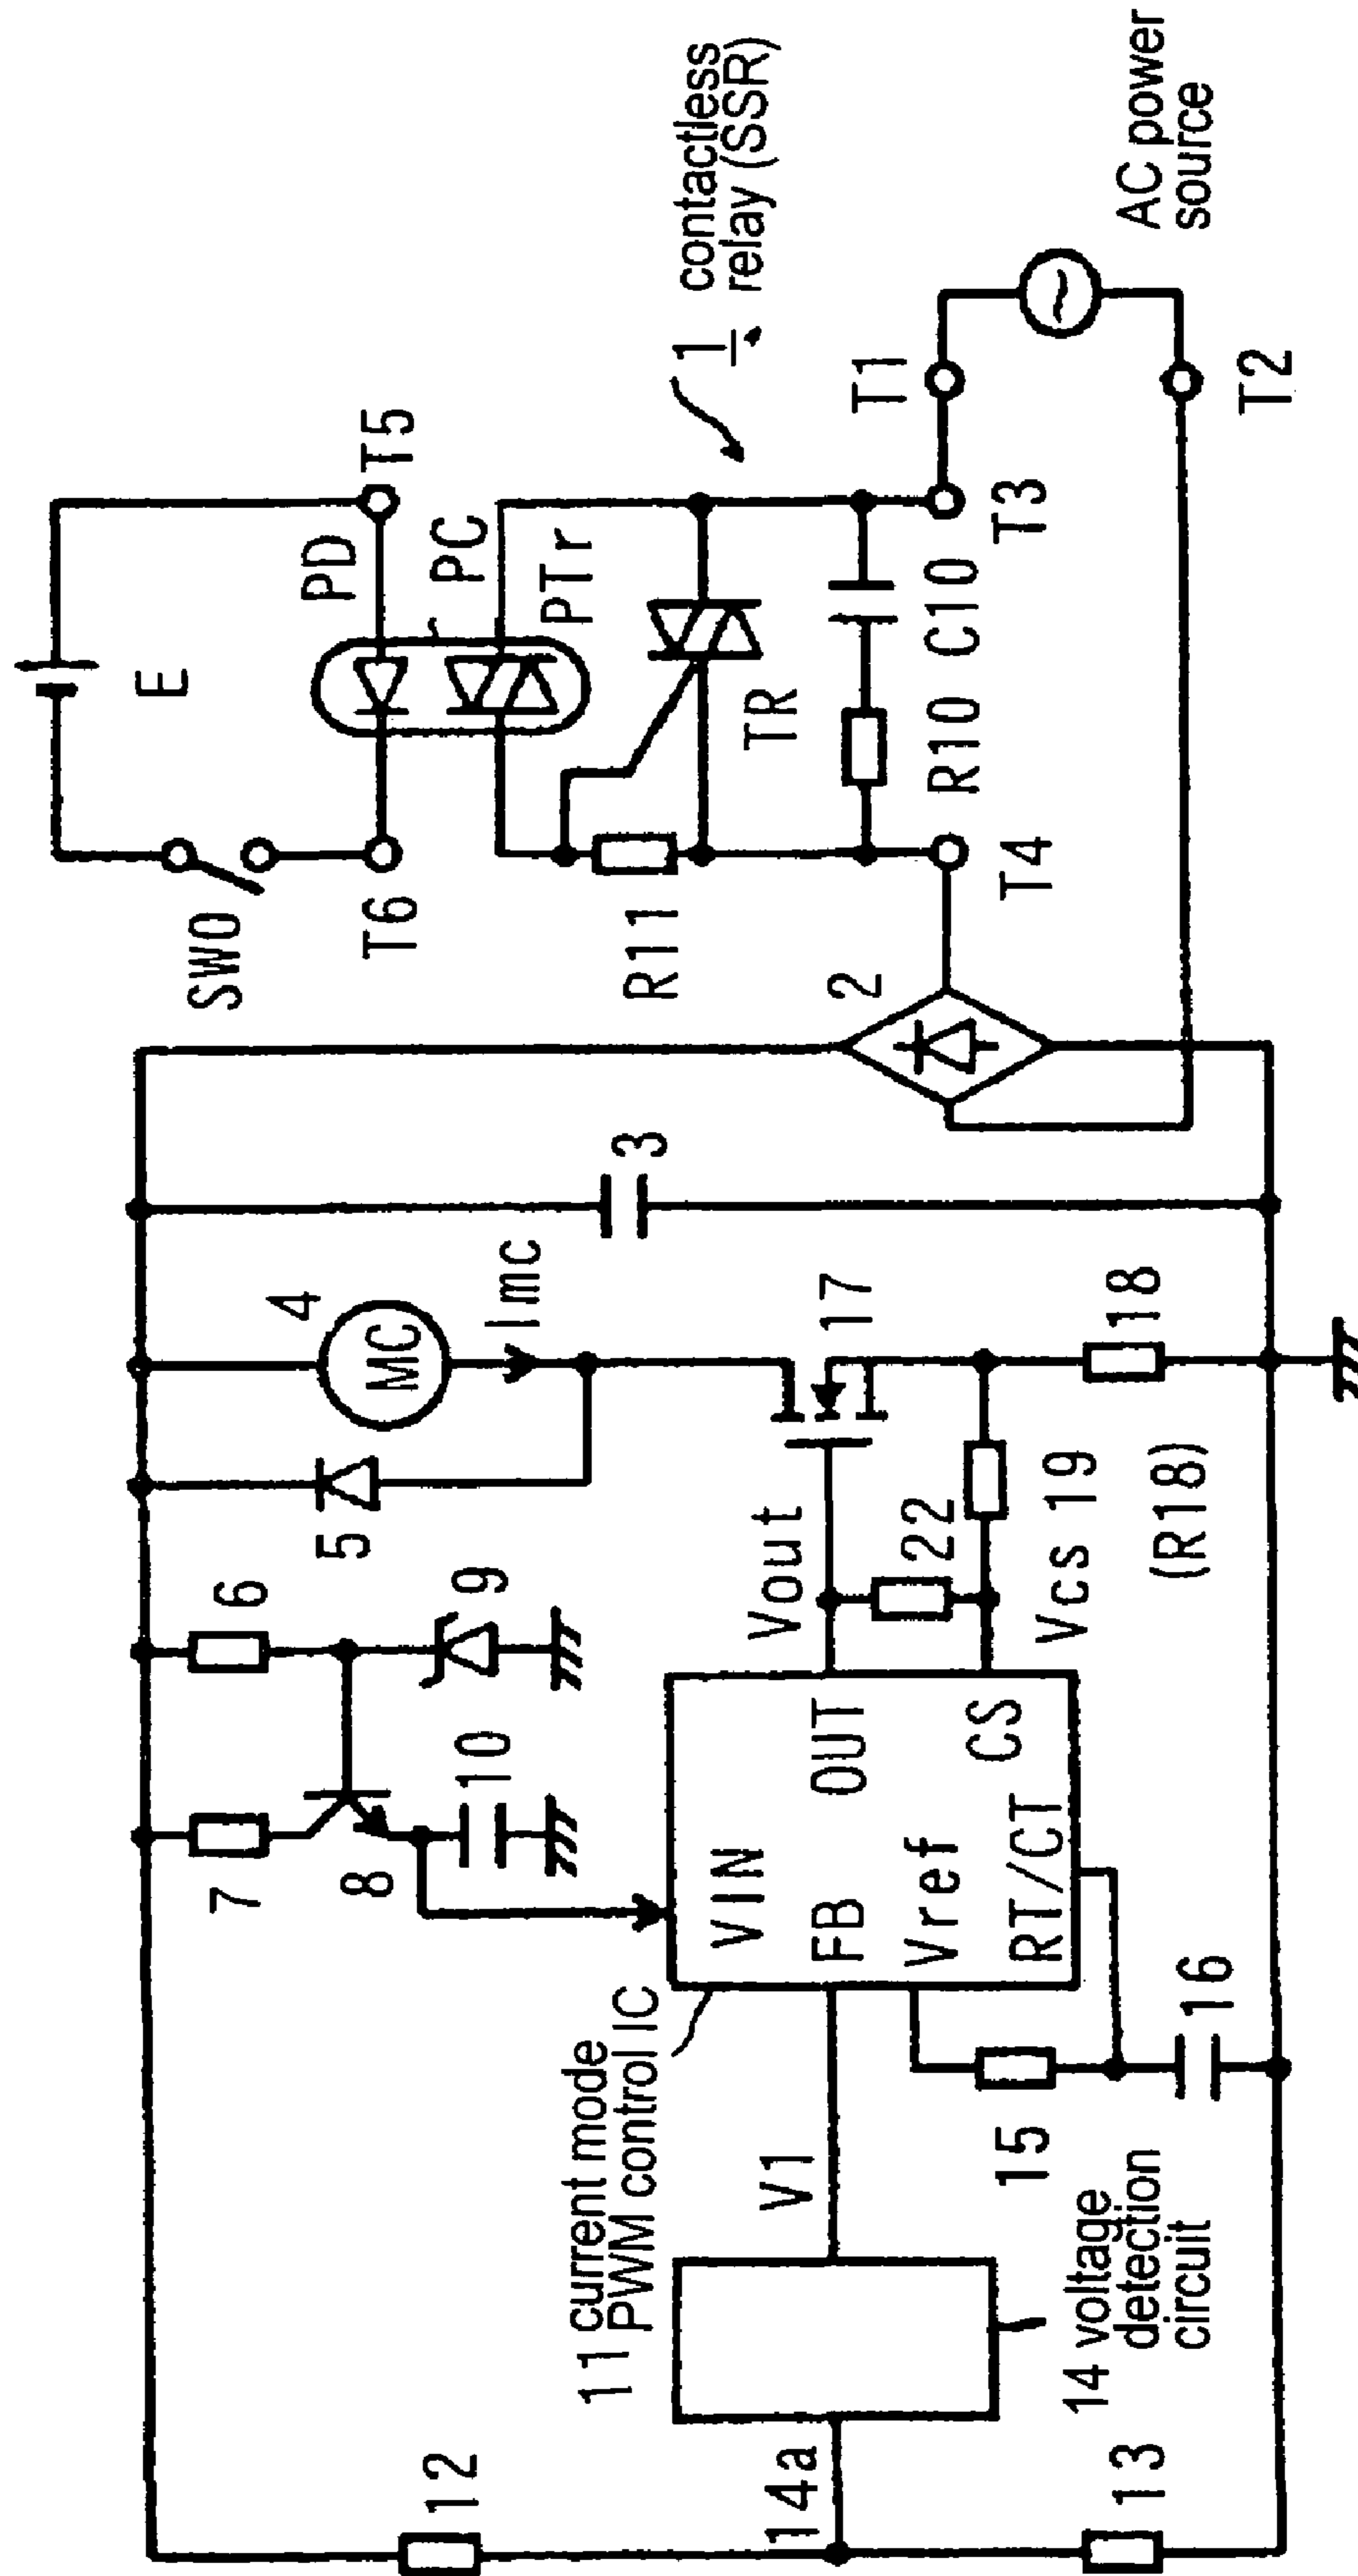 SW0
E
T6
PD
T5
PC
PTr
R11
TR
R10
C10
T4
T3
T1
T2
1
contactless
relay (SSR)
AC power
source
2
3
4
MC
Imc
5
6
7
8
9
10
11 current mode
PWM control IC
VIN
FB
OUT
Vref
CS
RT/CT
Vout
22
Vcs
19
17
18
(R18)
12
14a
V1
13
14 voltage
detection
circuit
15
16